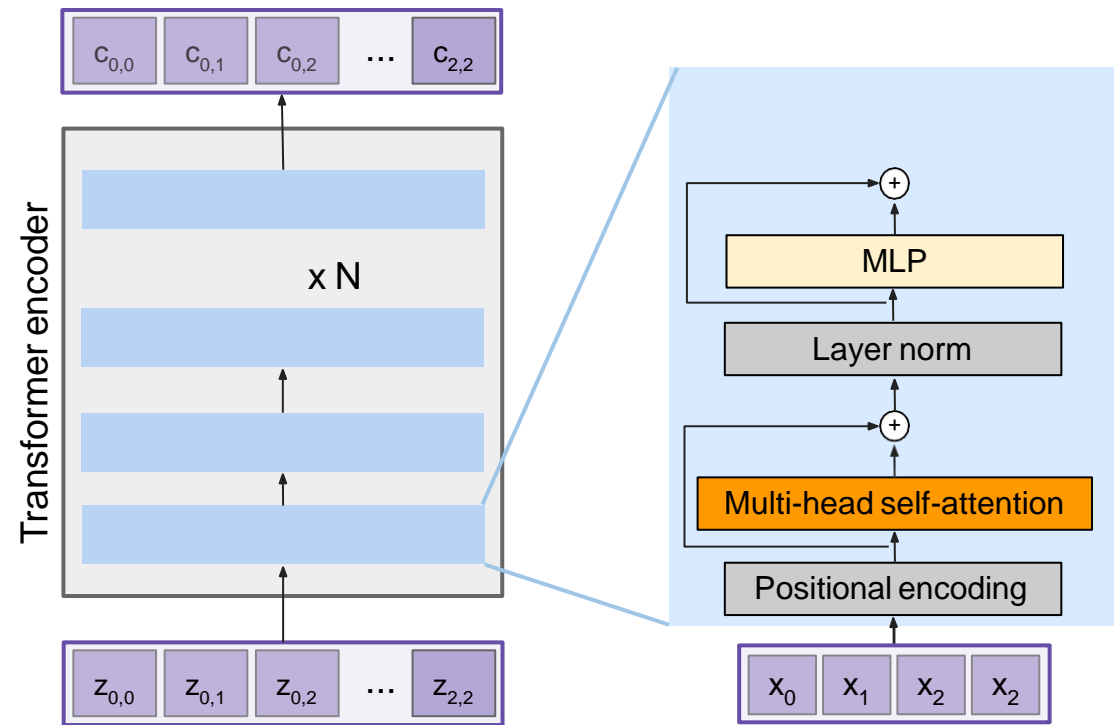 c0,0 c0,1 c0,2 ... c2,2
Transformer encoder
x N
z0,0 z0,1 z0,2 ... z2,2
+
MLP
Layer norm
+
Multi-head self-attention
Positional encoding
x0 x1 x2 x2